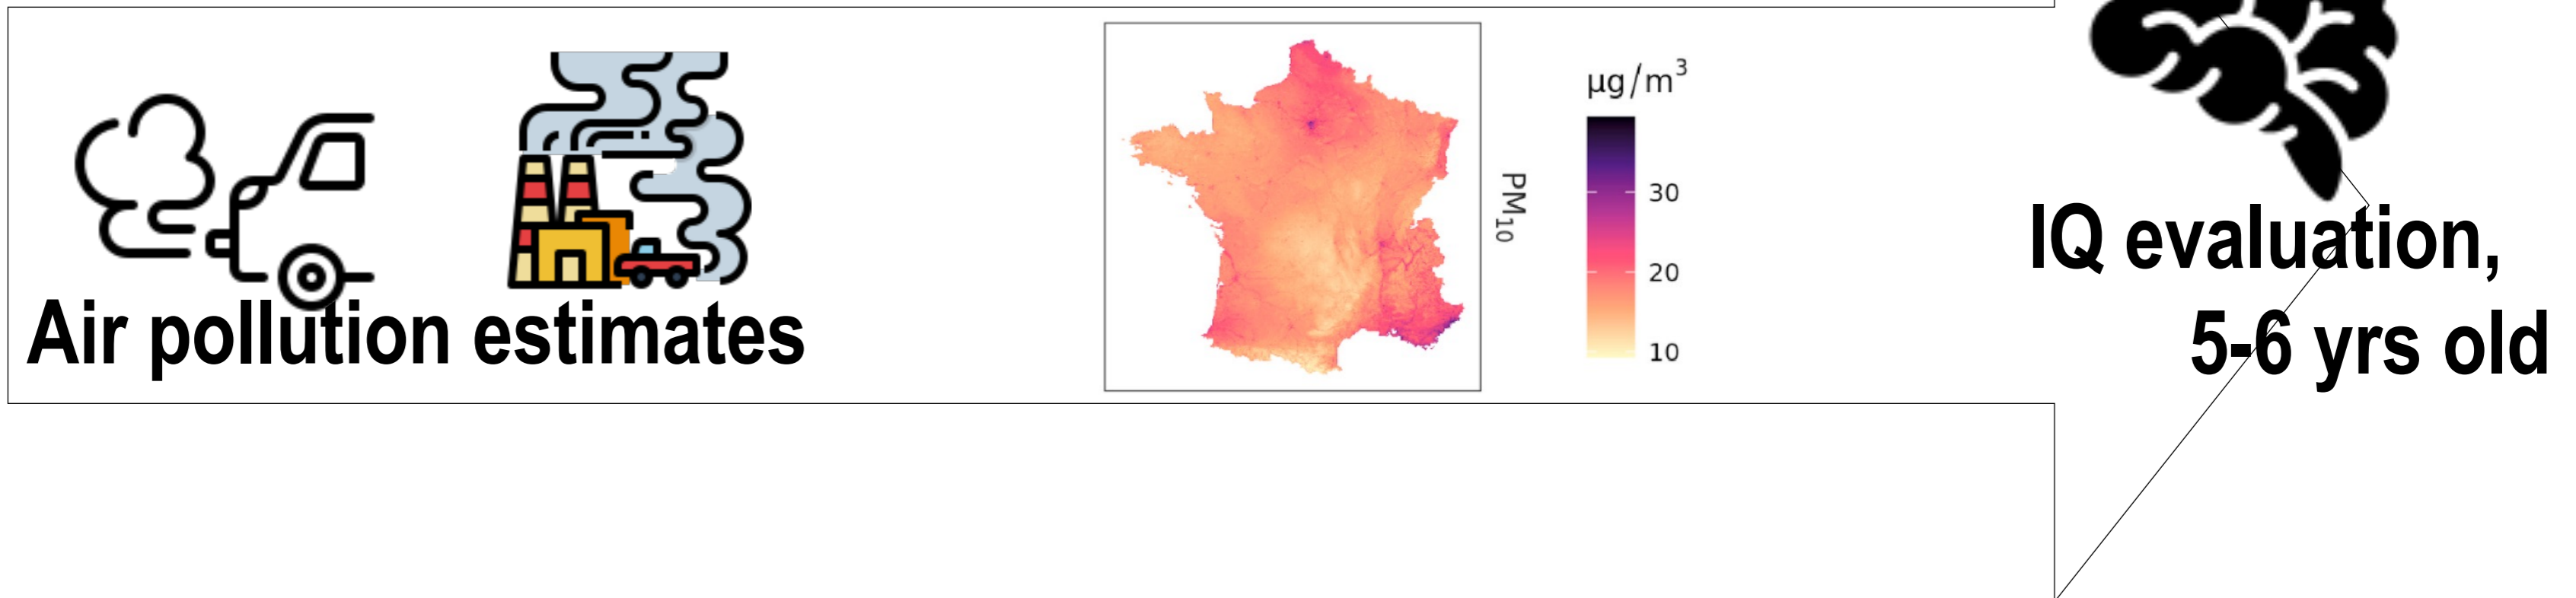 µg/m³
PM₁₀
30
20
10
Air pollution estimates
IQ evaluation,
5-6 yrs old